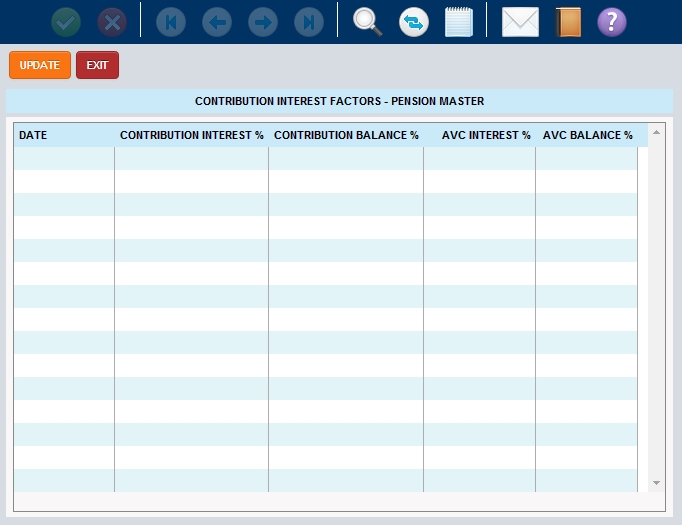 ?
UPDATE EXIT
CONTRIBUTION INTEREST FACTORS - PENSION MASTER
DATE CONTRIBUTION INTEREST % CONTRIBUTION BALANCE % AVC INTEREST % AVC BALANCE %